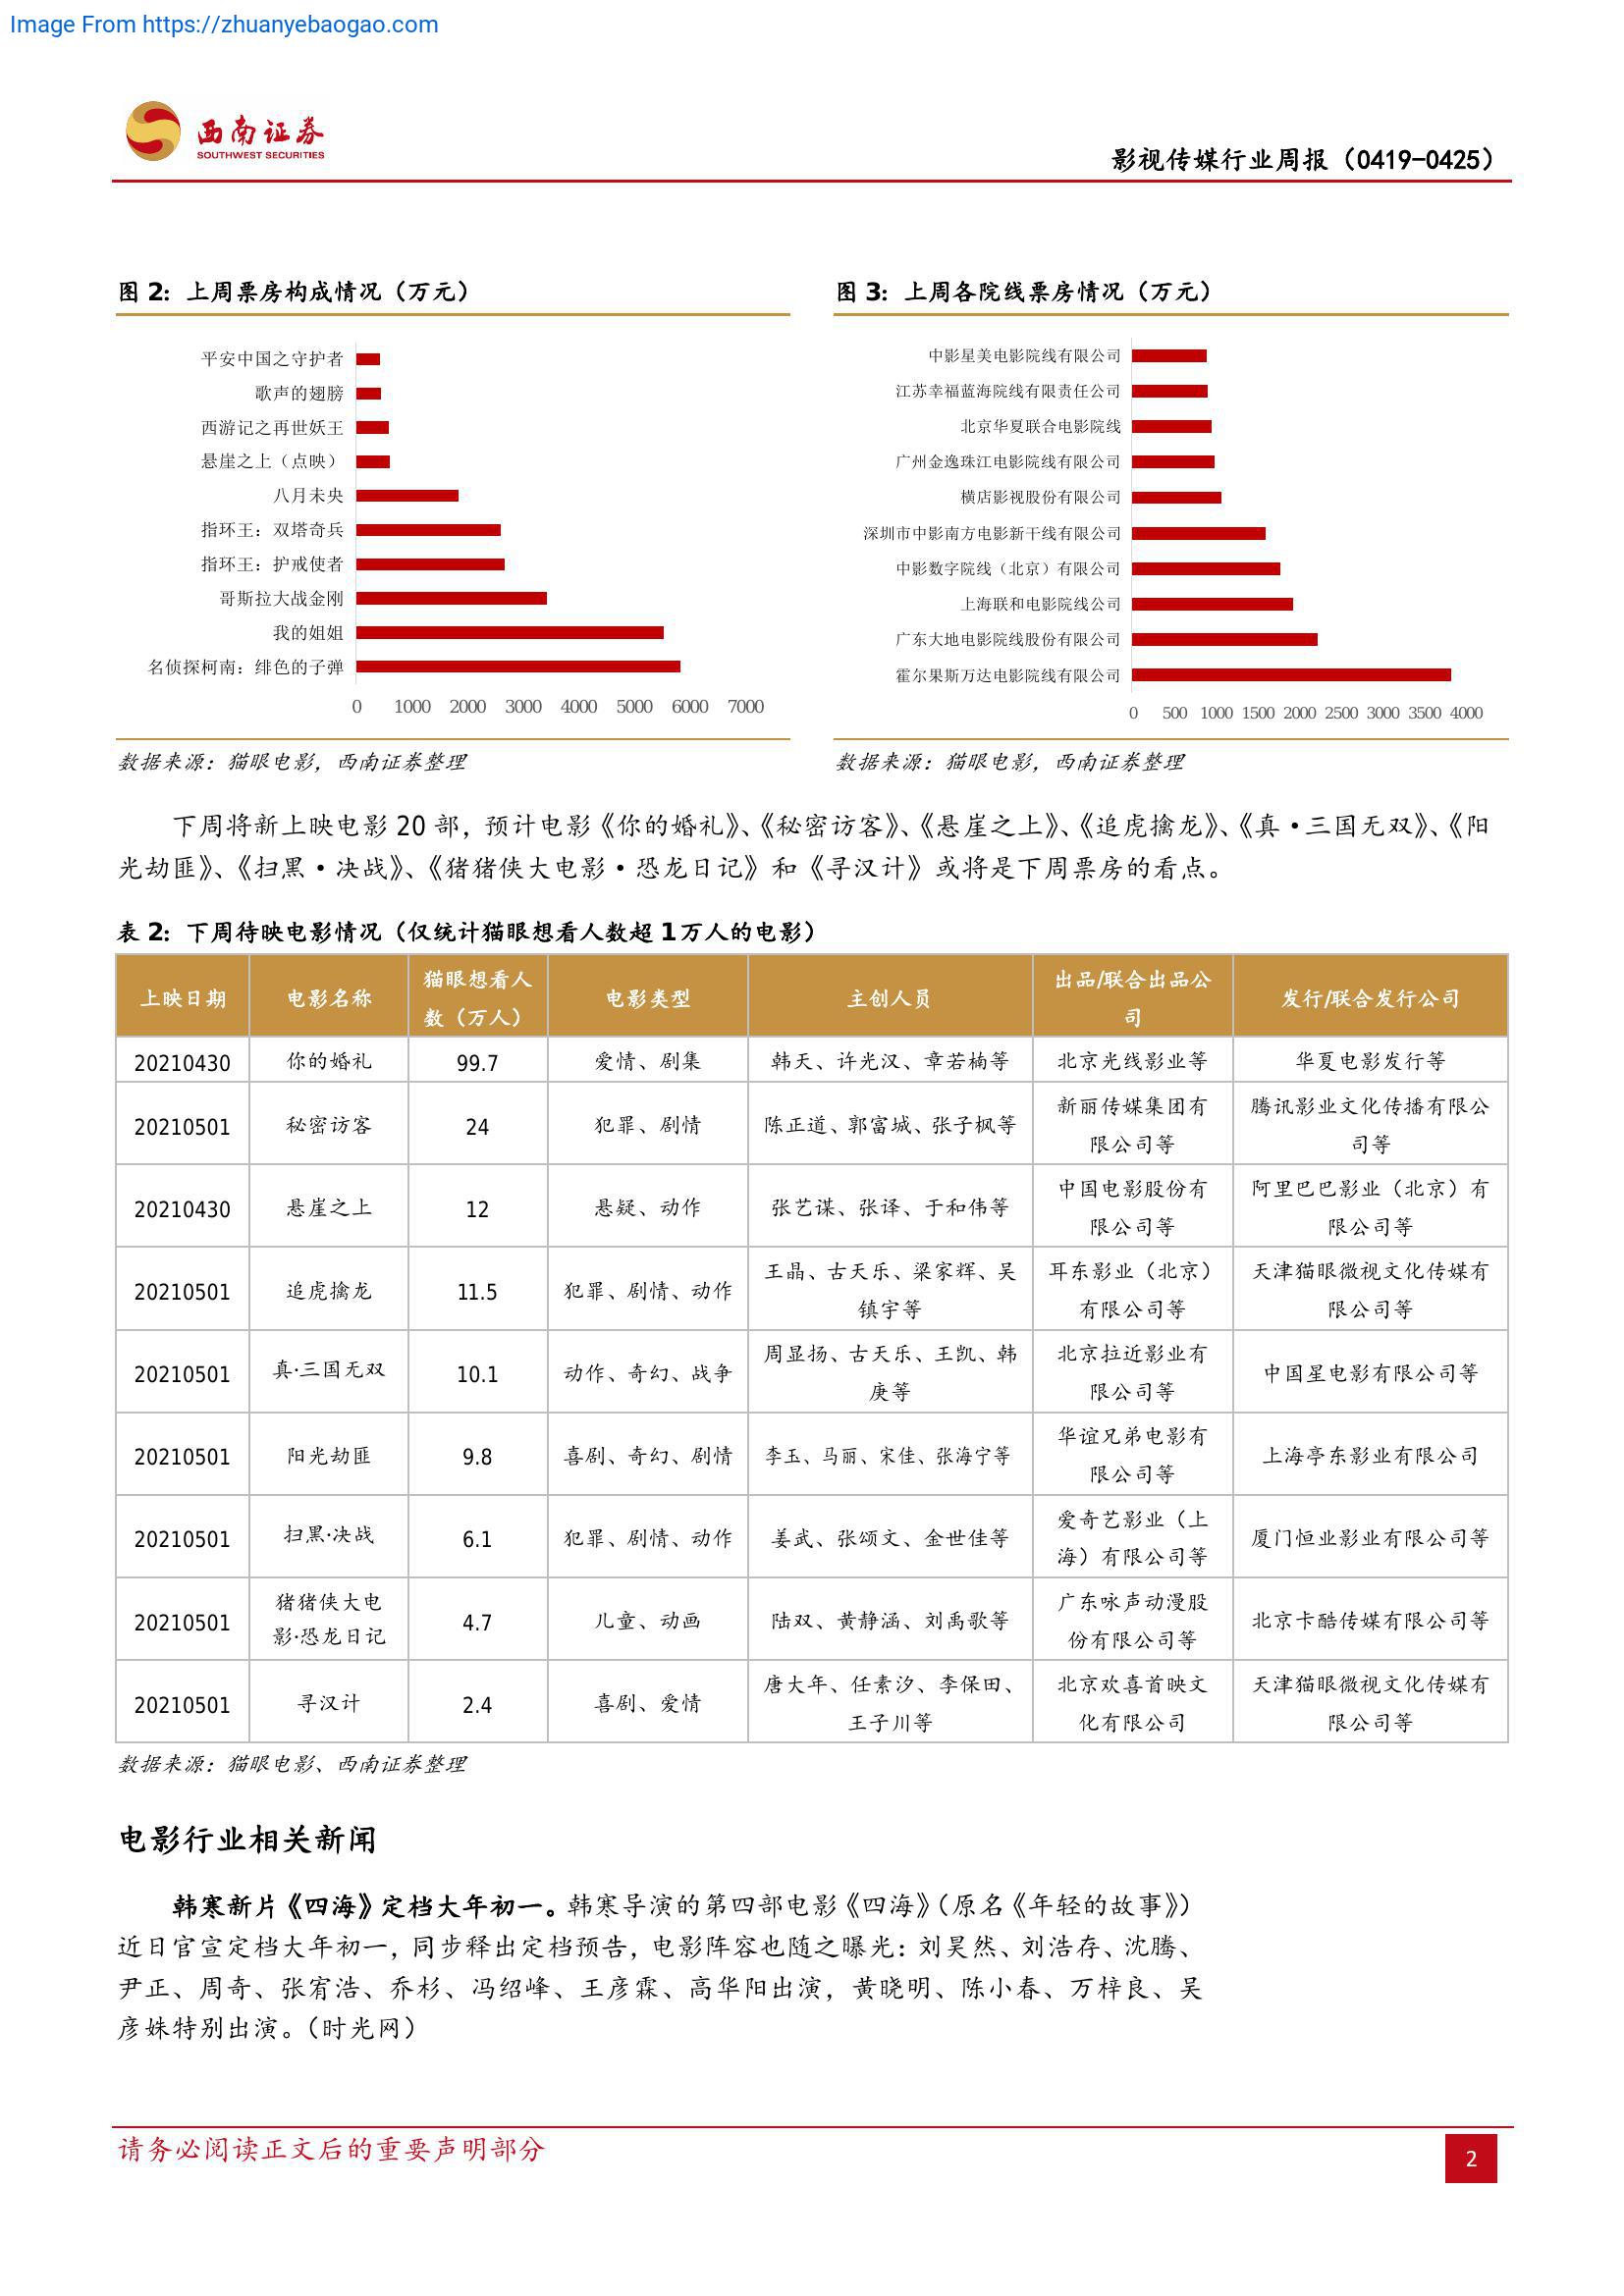 Image From https://zhuanyebaogao.com
西南证券
SOUTHWEST SECURITIES
影视传媒行业周报（0419-0425）
图 2：上周票房构成情况（万元）
平安中国之守护者
歌声的翅膀
西游记之再世妖王
悬崖之上（点映）
八月未央
指环王：双塔奇兵
指环王：护戒使者
哥斯拉大战金刚
我的姐姐
名侦探柯南：绯色的子弹
0 1000 2000 3000 4000 5000 6000 7000
数据来源：猫眼电影，西南证券整理
图 3：上周各院线票房情况（万元）
中影星美电影院线有限公司
江苏幸福蓝海院线有限责任公司
北京华夏联合电影院线
广州金逸珠江电影院线有限公司
横店影视股份有限公司
深圳市中影南方电影新干线有限公司
中影数字院线（北京）有限公司
上海联和电影院线公司
广东大地电影院线股份有限公司
霍尔果斯万达电影院线有限公司
0 500 1000 1500 2000 2500 3000 3500 4000
数据来源：猫眼电影，西南证券整理
下周将新上映电影 20 部，预计电影《你的婚礼》、《秘密访客》、《悬崖之上》、《追虎擒龙》、《真·三国无双》、《阳
光劫匪》、《扫黑·决战》、《猪猪侠大电影·恐龙日记》和《寻汉计》或将是下周票房的看点。
表 2：下周待映电影情况（仅统计猫眼想看人数超 1 万人的电影）
上映日期 电影名称 猫眼想看人数（万人） 电影类型 主创人员 出品/联合出品公司 发行/联合发行公司
20210430 你的婚礼 99.7 爱情、剧集 韩天、许光汉、章若楠等 北京光线影业等 华夏电影发行等
20210501 秘密访客 24 犯罪、剧情 陈正道、郭富城、张子枫等 新丽传媒集团有限公司等 腾讯影业文化传播有限公司等
20210430 悬崖之上 12 悬疑、动作 张艺谋、张译、于和伟等 中国电影股份有限公司等 阿里巴巴影业（北京）有限公司等
20210501 追虎擒龙 11.5 犯罪、剧情、动作 王晶、古天乐、梁家辉、吴镇宇等 耳东影业（北京）有限公司等 天津猫眼微视文化传媒有限公司等
20210501 真·三国无双 10.1 动作、奇幻、战争 周显扬、古天乐、王凯、韩庚等 北京拉近影业有限公司等 中国星电影有限公司等
20210501 阳光劫匪 9.8 喜剧、奇幻、剧情 李玉、马丽、宋佳、张海宁等 华谊兄弟电影有限公司等 上海亭东影业有限公司
20210501 扫黑·决战 6.1 犯罪、剧情、动作 姜武、张颂文、金世佳等 爱奇艺影业（上海）有限公司等 厦门恒业影业有限公司等
20210501 猪猪侠大电影·恐龙日记 4.7 儿童、动画 陆双、黄静涵、刘禹歌等 广东咏声动漫股份有限公司等 北京卡酷传媒有限公司等
20210501 寻汉计 2.4 喜剧、爱情 唐大年、任素汐、李保田、王子川等 北京欢喜首映文化有限公司 天津猫眼微视文化传媒有限公司等
数据来源：猫眼电影、西南证券整理
电影行业相关新闻
韩寒新片《四海》定档大年初一。韩寒导演的第四部电影《四海》（原名《年轻的故事》）
近日官宣定档大年初一，同步释出定档预告，电影阵容也随之曝光：刘昊然、刘浩存、沈腾、
尹正、周奇、张宥浩、乔杉、冯绍峰、王彦霖、高华阳出演，黄晓明、陈小春、万梓良、吴
彦姝特别出演。（时光网）
请务必阅读正文后的重要声明部分
2